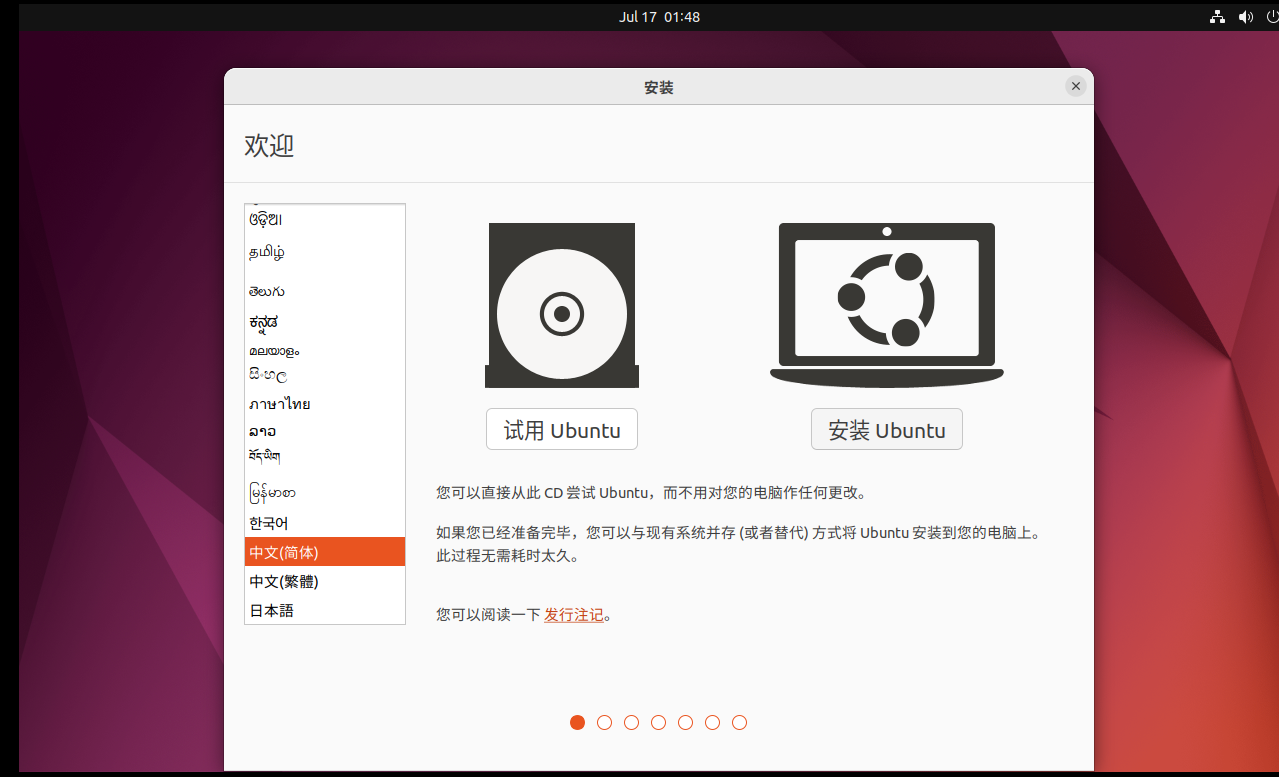 Jul 17 01:48
安装
欢迎
ଓଡ଼ିଆ
தமிழ்
తెలుగు
ಕನ್ನಡ
മലയാളം
සිංහල
ภาษาไทย
ລາວ
བོད་ཡིག
မြန်မာစာ
한국어
中文(简体)
中文(繁體)
日本語
试用 Ubuntu
安装 Ubuntu
您可以直接从此 CD 尝试 Ubuntu，而不用对您的电脑作任何更改。
如果您已经准备完毕，您可以与现有系统并存 (或者替代) 方式将 Ubuntu 安装到您的电脑上。
此过程无需耗时太久。
您可以阅读一下 发行注记。